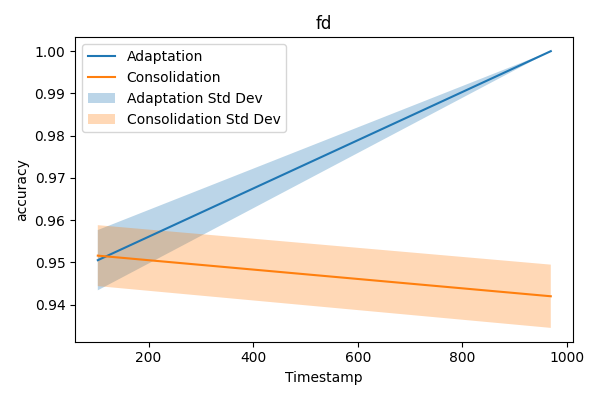 fd
Adaptation
Consolidation
Adaptation Std Dev
Consolidation Std Dev
1.00
0.99
0.98
0.97
0.96
0.95
0.94
accuracy
200 400 600 800 1000
Timestamp